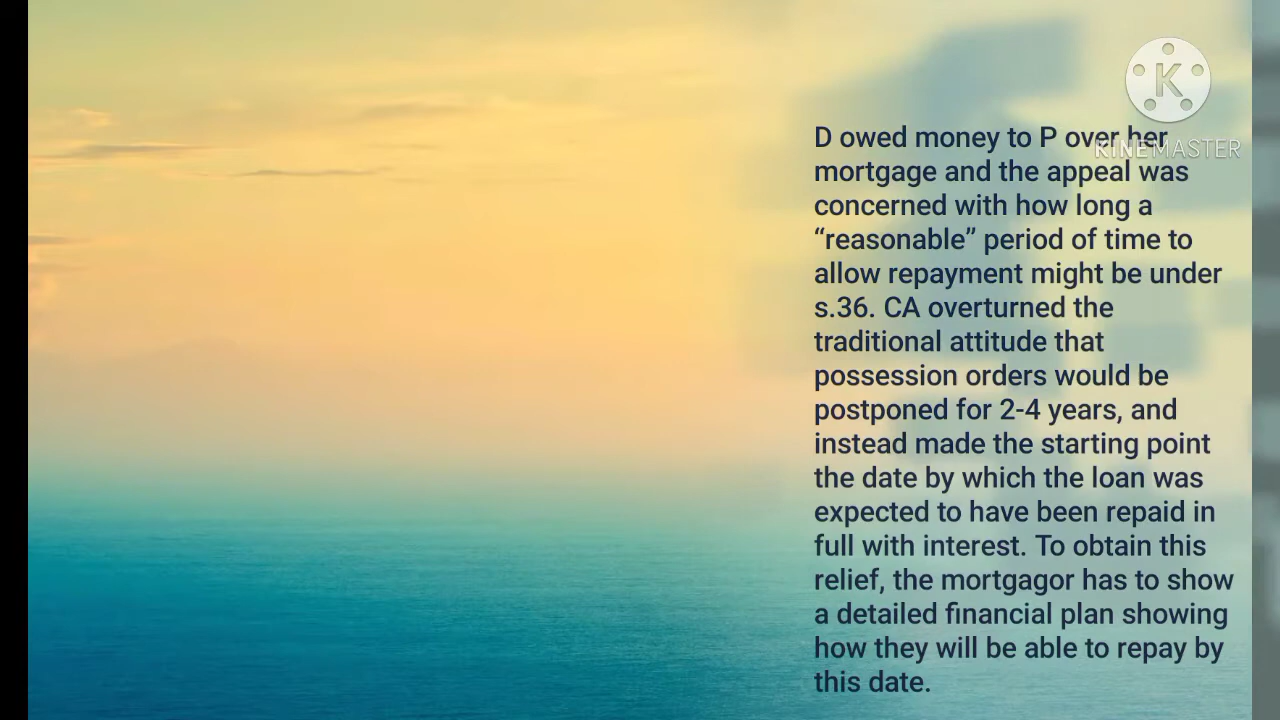 K
KINEMASTER
D owed money to P over her
mortgage and the appeal was
concerned with how long a
“reasonable” period of time to
allow repayment might be under
s.36. CA overturned the
traditional attitude that
possession orders would be
postponed for 2-4 years, and
instead made the starting point
the date by which the loan was
expected to have been repaid in
full with interest. To obtain this
relief, the mortgagor has to show
a detailed financial plan showing
how they will be able to repay by
this date.